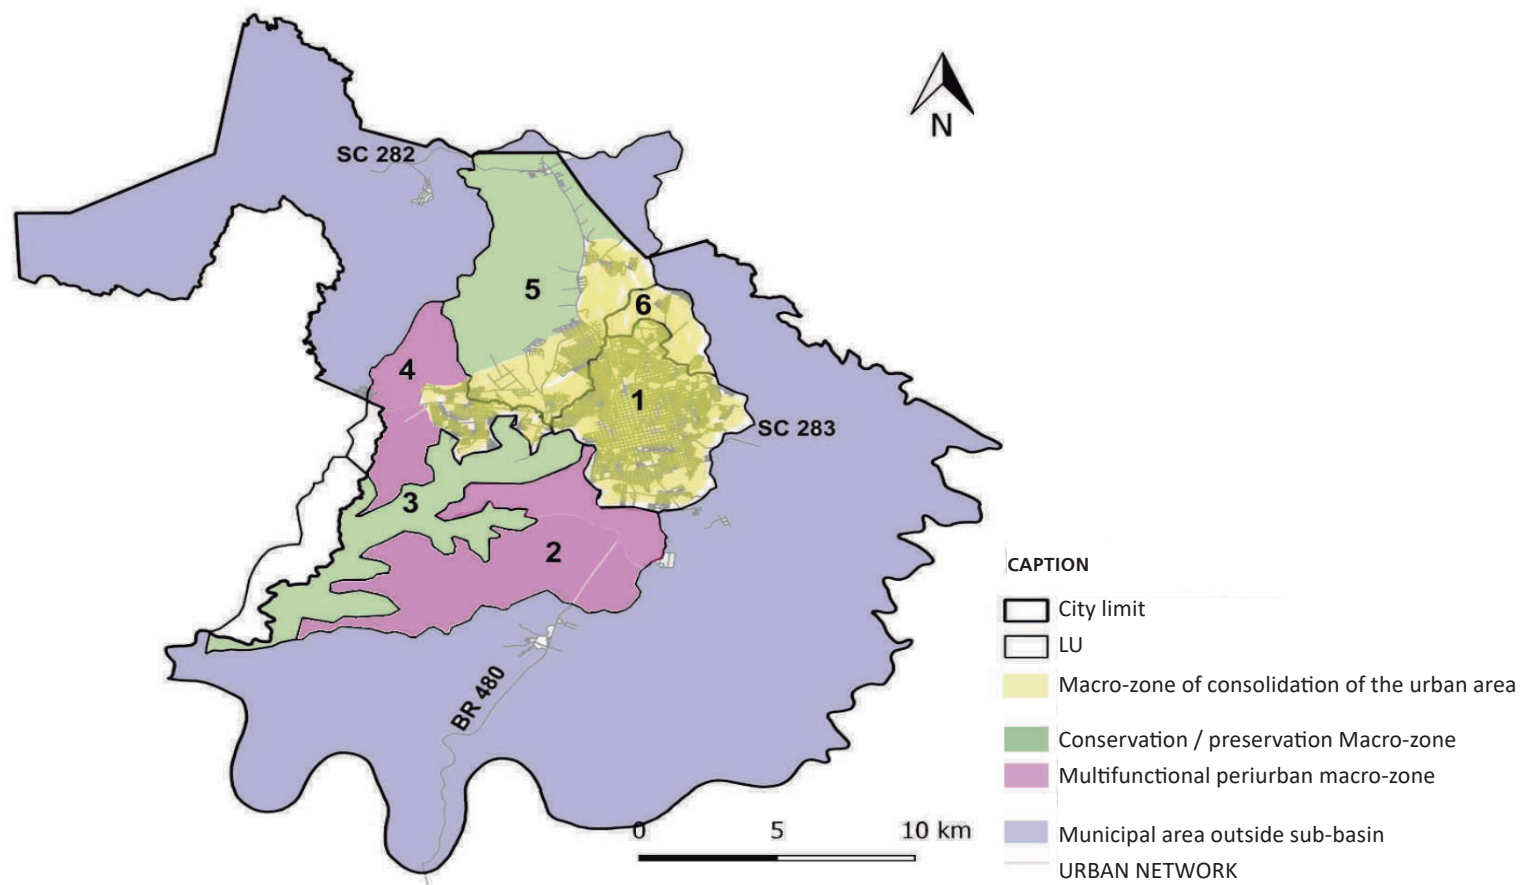 N
SC 282
5
6
4
1
SC 283
3
2
BR 480
0 5 10 km
CAPTION
City limit
LU
Macro-zone of consolidation of the urban area
Conservation / preservation Macro-zone
Multifunctional periurban macro-zone
Municipal area outside sub-basin
URBAN NETWORK